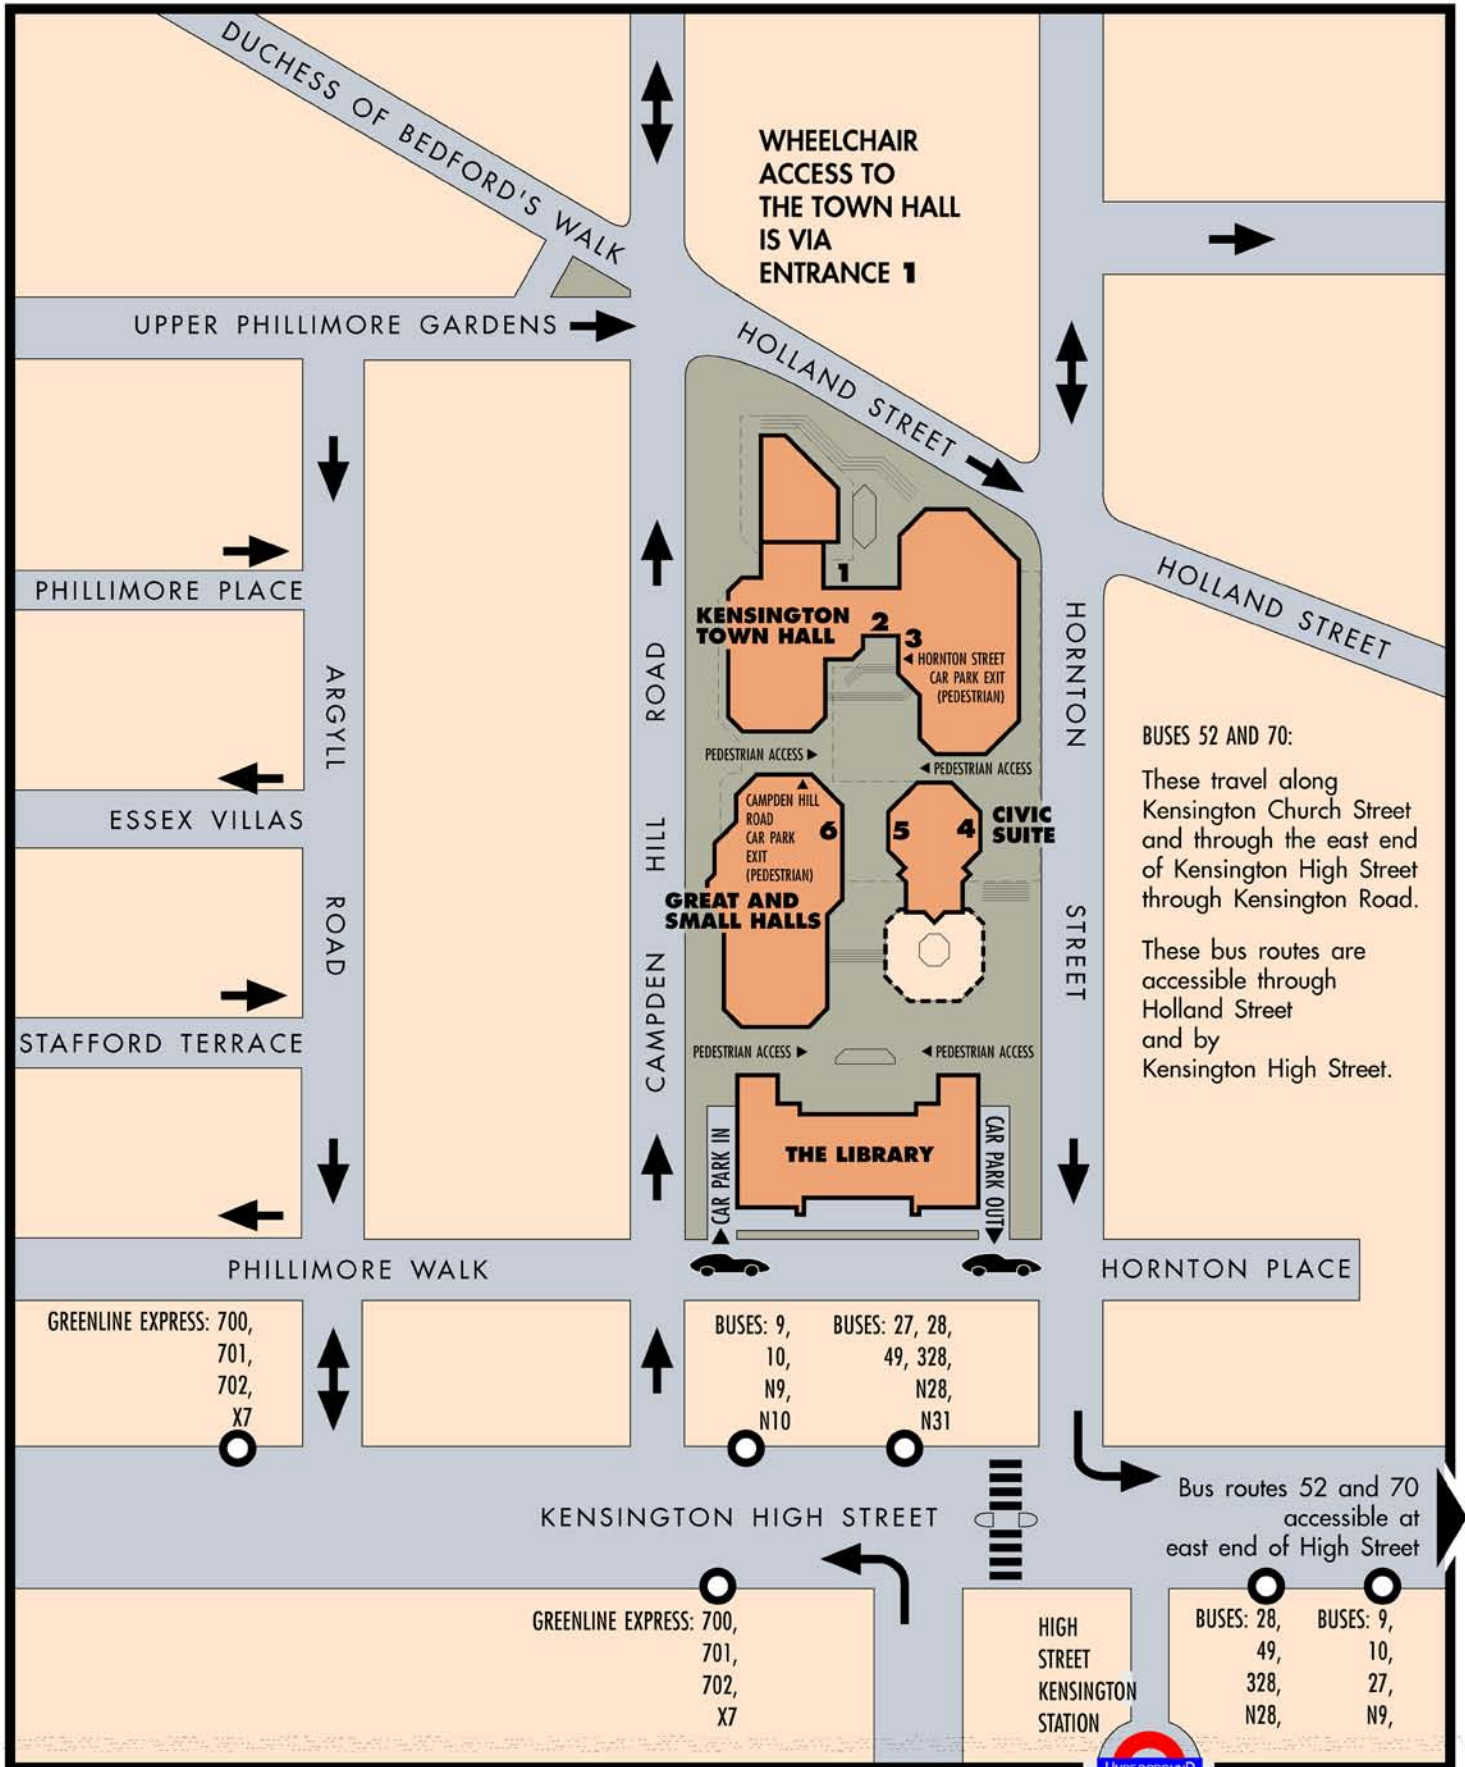 DUCHESS OF BEDFORD'S WALK
WHEELCHAIR
ACCESS TO
THE TOWN HALL
IS VIA
ENTRANCE 1
UPPER PHILLIMORE GARDENS
HOLLAND STREET
PHILLIMORE PLACE
HOLLAND STREET
1
KENSINGTON
TOWN HALL
2
3
HORNTON STREET
CAR PARK EXIT
(PEDESTRIAN)
ARGYLL ROAD
CAMPDEN HILL ROAD
HORNTON STREET
PEDESTRIAN ACCESS
PEDESTRIAN ACCESS
BUSES 52 AND 70:
These travel along
Kensington Church Street
and through the east end
of Kensington High Street
through Kensington Road.
These bus routes are
accessible through
Holland Street
and by
Kensington High Street.
ESSEX VILLAS
CAMPDEN HILL
ROAD
CAR PARK
EXIT
(PEDESTRIAN)
6
5
4
CIVIC
SUITE
GREAT AND
SMALL HALLS
STAFFORD TERRACE
PEDESTRIAN ACCESS
PEDESTRIAN ACCESS
THE LIBRARY
CAR PARK IN
CAR PARK OUT
PHILLIMORE WALK
HORNTON PLACE
GREENLINE EXPRESS: 700,
701,
702,
X7
BUSES: 9,
10,
N9,
N10
BUSES: 27, 28,
49, 328,
N28,
N31
KENSINGTON HIGH STREET
Bus routes 52 and 70
accessible at
east end of High Street
GREENLINE EXPRESS: 700,
701,
702,
X7
HIGH
STREET
KENSINGTON
STATION
BUSES: 28,
49,
328,
N28,
BUSES: 9,
10,
27,
N9,
UNDERGROUND